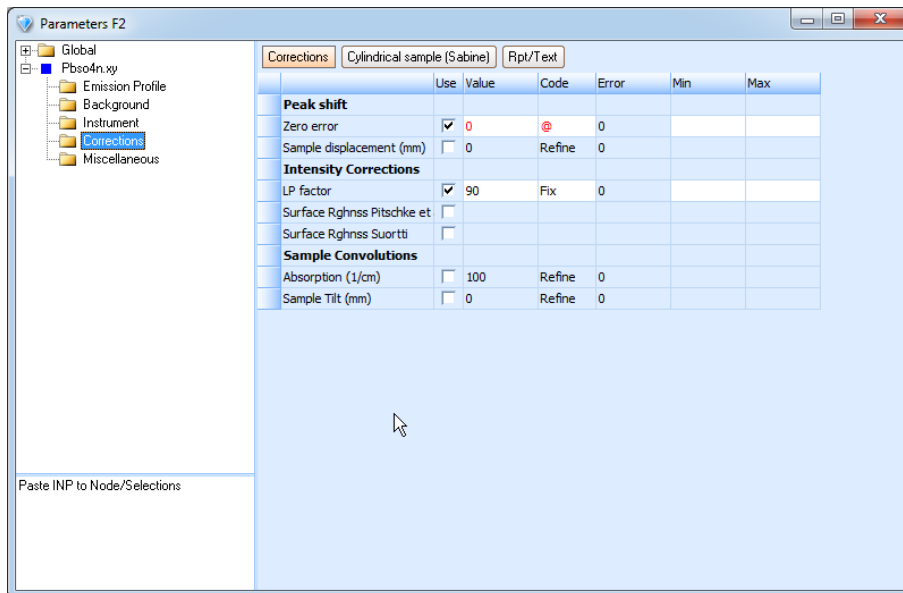 Parameters F2
Global
Pbso4n.xy
Emission Profile
Background
Instrument
Corrections
Miscellaneous
Paste INP to Node/Selections
Corrections Cylindrical sample (Sabine) Rpt/Text
Use Value Code Error Min Max
Peak shift
Zero error 0 @ 0
Sample displacement (mm) 0 Refine 0
Intensity Corrections
LP factor 90 Fix 0
Surface Rghnss Pitschke et
Surface Rghnss Suortti
Sample Convolutions
Absorption (1/cm) 100 Refine 0
Sample Tilt (mm) 0 Refine 0